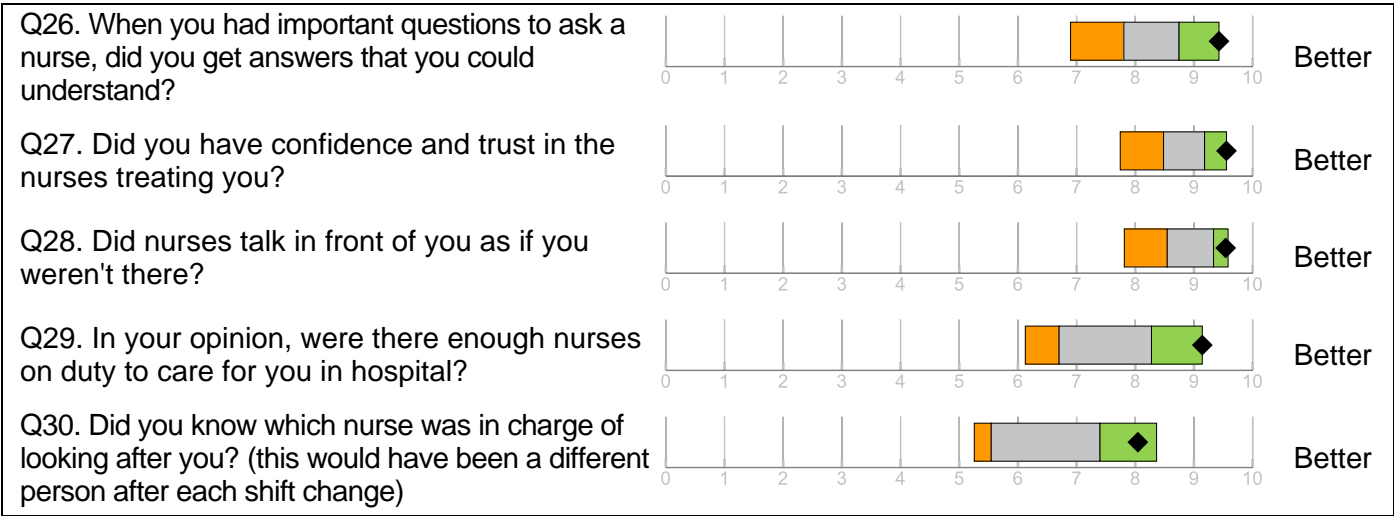 Q26. When you had important questions to ask a
nurse, did you get answers that you could
understand?
0 1 2 3 4 5 6 7 8 9 10
Better
Q27. Did you have confidence and trust in the
nurses treating you?
0 1 2 3 4 5 6 7 8 9 10
Better
Q28. Did nurses talk in front of you as if you
weren't there?
0 1 2 3 4 5 6 7 8 9 10
Better
Q29. In your opinion, were there enough nurses
on duty to care for you in hospital?
0 1 2 3 4 5 6 7 8 9 10
Better
Q30. Did you know which nurse was in charge of
looking after you? (this would have been a different
person after each shift change)
0 1 2 3 4 5 6 7 8 9 10
Better